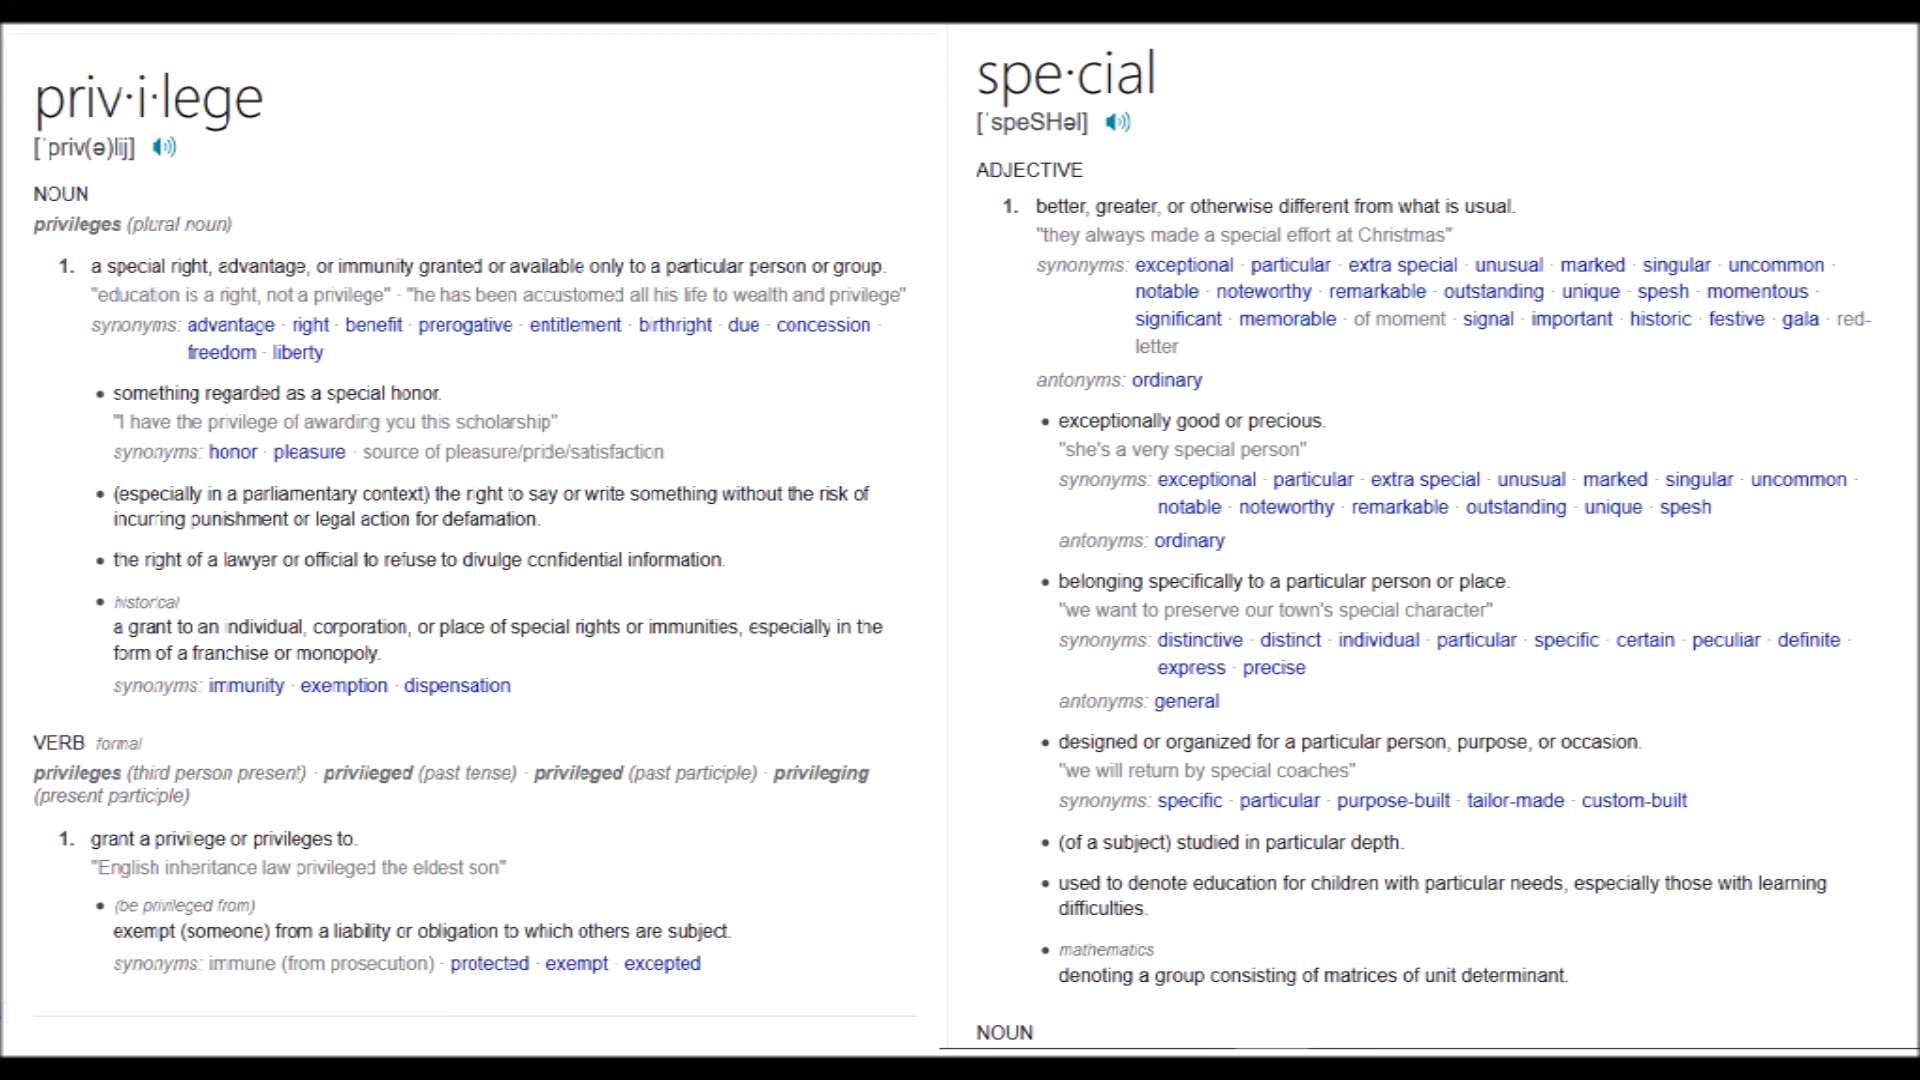 priv·i·lege
[ˈpriv(ə)lij]
NOUN
privileges (plural noun)
1. a special right, advantage, or immunity granted or available only to a particular person or group.
"education is a right, not a privilege" · "he has been accustomed all his life to wealth and privilege"
synonyms: advantage · right · benefit · prerogative · entitlement · birthright · due · concession ·
freedom · liberty
• something regarded as a special honor.
"I have the privilege of awarding you this scholarship"
synonyms: honor · pleasure · source of pleasure/pride/satisfaction
• (especially in a parliamentary context) the right to say or write something without the risk of
incurring punishment or legal action for defamation.
• the right of a lawyer or official to refuse to divulge confidential information.
• historical
a grant to an individual, corporation, or place of special rights or immunities, especially in the
form of a franchise or monopoly.
synonyms: immunity · exemption · dispensation
VERB formal
privileges (third person present) · privileged (past tense) · privileged (past participle) · privileging
(present participle)
1. grant a privilege or privileges to.
"English inheritance law privileged the eldest son"
• (be privileged from)
exempt (someone) from a liability or obligation to which others are subject.
synonyms: immune (from prosecution) · protected · exempt · excepted
spe·cial
[ˈspeSHəl]
ADJECTIVE
1. better, greater, or otherwise different from what is usual.
"they always made a special effort at Christmas"
synonyms: exceptional · particular · extra special · unusual · marked · singular · uncommon ·
notable · noteworthy · remarkable · outstanding · unique · spesh · momentous ·
significant · memorable · of moment · signal · important · historic · festive · gala · red-
letter
antonyms: ordinary
• exceptionally good or precious.
"she's a very special person"
synonyms: exceptional · particular · extra special · unusual · marked · singular · uncommon ·
notable · noteworthy · remarkable · outstanding · unique · spesh
antonyms: ordinary
• belonging specifically to a particular person or place.
"we want to preserve our town's special character"
synonyms: distinctive · distinct · individual · particular · specific · certain · peculiar · definite ·
express · precise
antonyms: general
• designed or organized for a particular person, purpose, or occasion.
"we will return by special coaches"
synonyms: specific · particular · purpose-built · tailor-made · custom-built
• (of a subject) studied in particular depth.
• used to denote education for children with particular needs, especially those with learning
difficulties.
• mathematics
denoting a group consisting of matrices of unit determinant.
NOUN